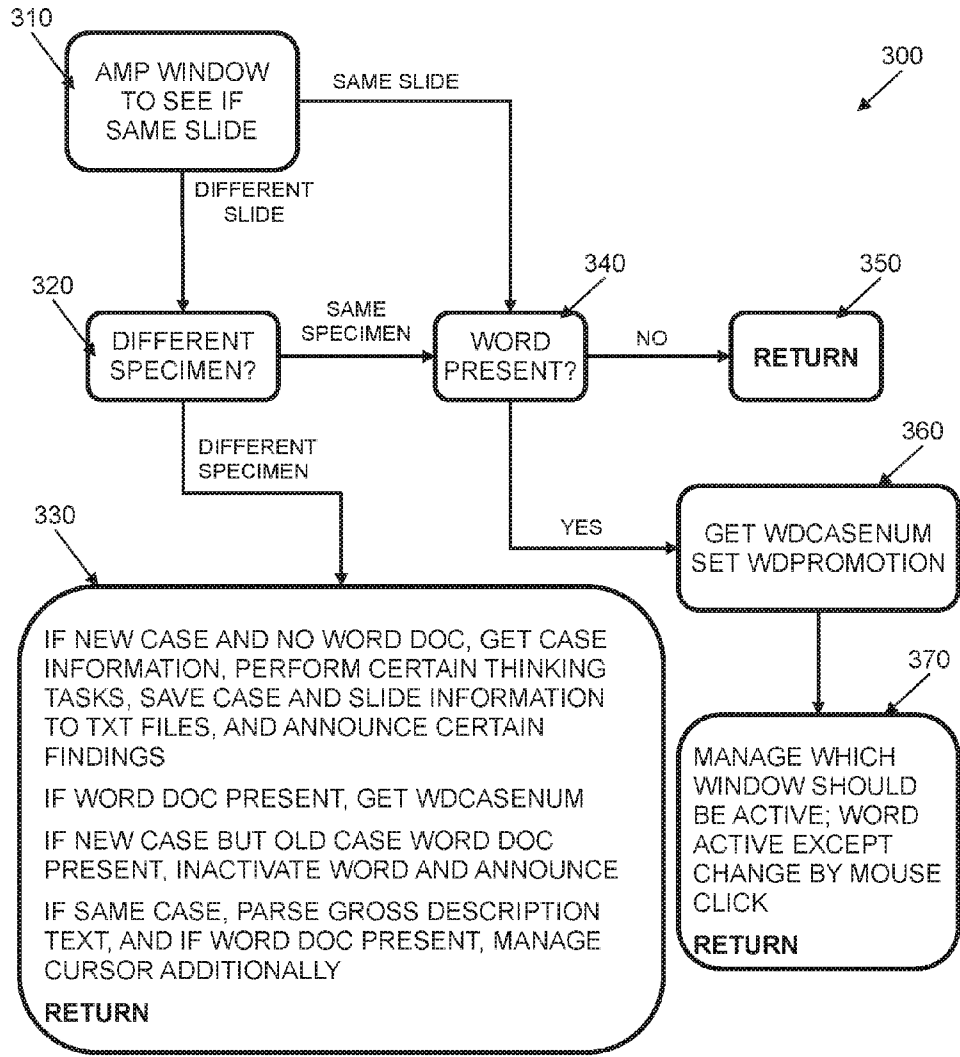 310
AMP WINDOW
TO SEE IF
SAME SLIDE
SAME SLIDE
300
DIFFERENT
SLIDE
320
DIFFERENT
SPECIMEN?
SAME
SPECIMEN
340
WORD
PRESENT?
NO
350
RETURN
DIFFERENT
SPECIMEN
YES
360
GET WDCASENUM
SET WDPROMOTION
330
IF NEW CASE AND NO WORD DOC, GET CASE
INFORMATION, PERFORM CERTAIN THINKING
TASKS, SAVE CASE AND SLIDE INFORMATION
TO TXT FILES, AND ANNOUNCE CERTAIN
FINDINGS
IF WORD DOC PRESENT, GET WDCASENUM
IF NEW CASE BUT OLD CASE WORD DOC
PRESENT, INACTIVATE WORD AND ANNOUNCE
IF SAME CASE, PARSE GROSS DESCRIPTION
TEXT, AND IF WORD DOC PRESENT, MANAGE
CURSOR ADDITIONALLY
RETURN
370
MANAGE WHICH
WINDOW SHOULD
BE ACTIVE; WORD
ACTIVE EXCEPT
CHANGE BY MOUSE
CLICK
RETURN